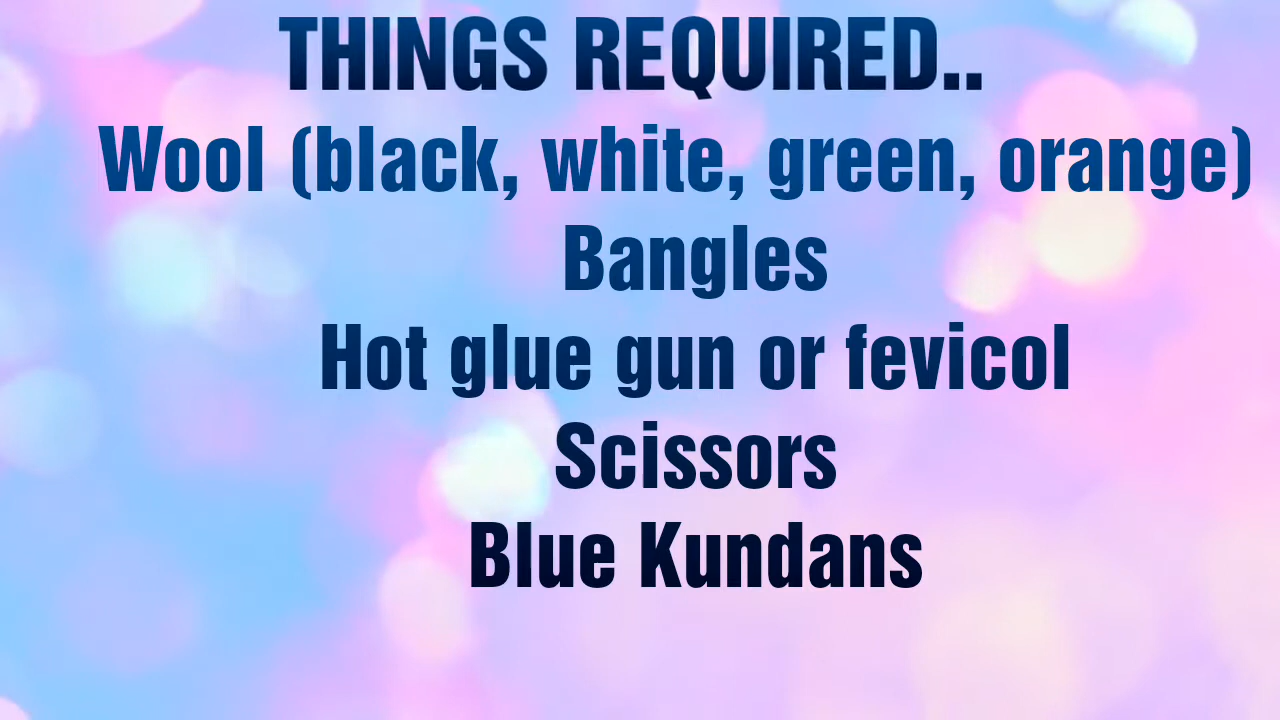 THINGS REQUIRED..
Wool (black, white, green, orange)
Bangles
Hot glue gun or fevicol
Scissors
Blue Kundans